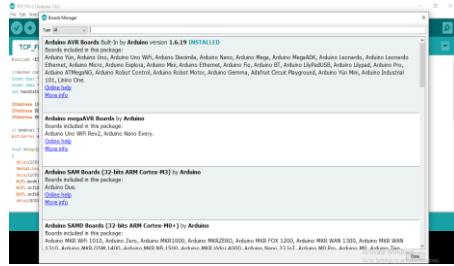 TCP_FX-2 | Arduino 1.8.2
File Edit Sketch
Boards Manager
Type All
Arduino AVR Boards Built-In by Arduino version 1.6.19 INSTALLED
Boards included in this package:
Arduino Yún, Arduino Uno, Arduino Uno WiFi, Arduino Diecimila, Arduino Nano, Arduino Mega, Arduino MegaADK, Arduino Leonardo, Arduino Leonardo
Ethernet, Arduino Micro, Arduino Esplora, Arduino Mini, Arduino Ethernet, Arduino Fio, Arduino BT, Arduino LilyPadUSB, Arduino Lilypad, Arduino Pro,
Arduino ATMegaNG, Arduino Robot Control, Arduino Robot Motor, Arduino Gemma, Adafruit Circuit Playground, Arduino Yún Mini, Arduino Industrial
101, Linino One.
Online help
More info
Arduino megaAVR Boards by Arduino
Boards included in this package:
Arduino Uno WiFi Rev2, Arduino Nano Every.
More info
Arduino SAM Boards (32-bits ARM Cortex-M3) by Arduino
Boards included in this package:
Arduino Due.
Online help
More info
Arduino SAMD Boards (32-bits ARM Cortex-M0+) by Arduino
Boards included in this package:
Arduino MKR WiFi 1010, Arduino Zero, Arduino MKR1000, Arduino MKRZERO, Arduino MKR FOX 1200, Arduino MKR WAN 1300, Arduino MKR WAN
Close